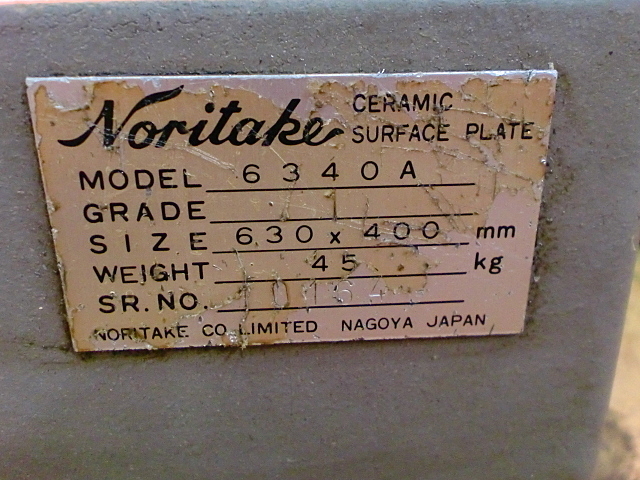 Noritake CERAMIC SURFACE PLATE
MODEL 6340A
GRADE
SIZE 630 x 400 mm
WEIGHT 45 kg
SR. NO.
NORITAKE CO LIMITED NAGOYA JAPAN